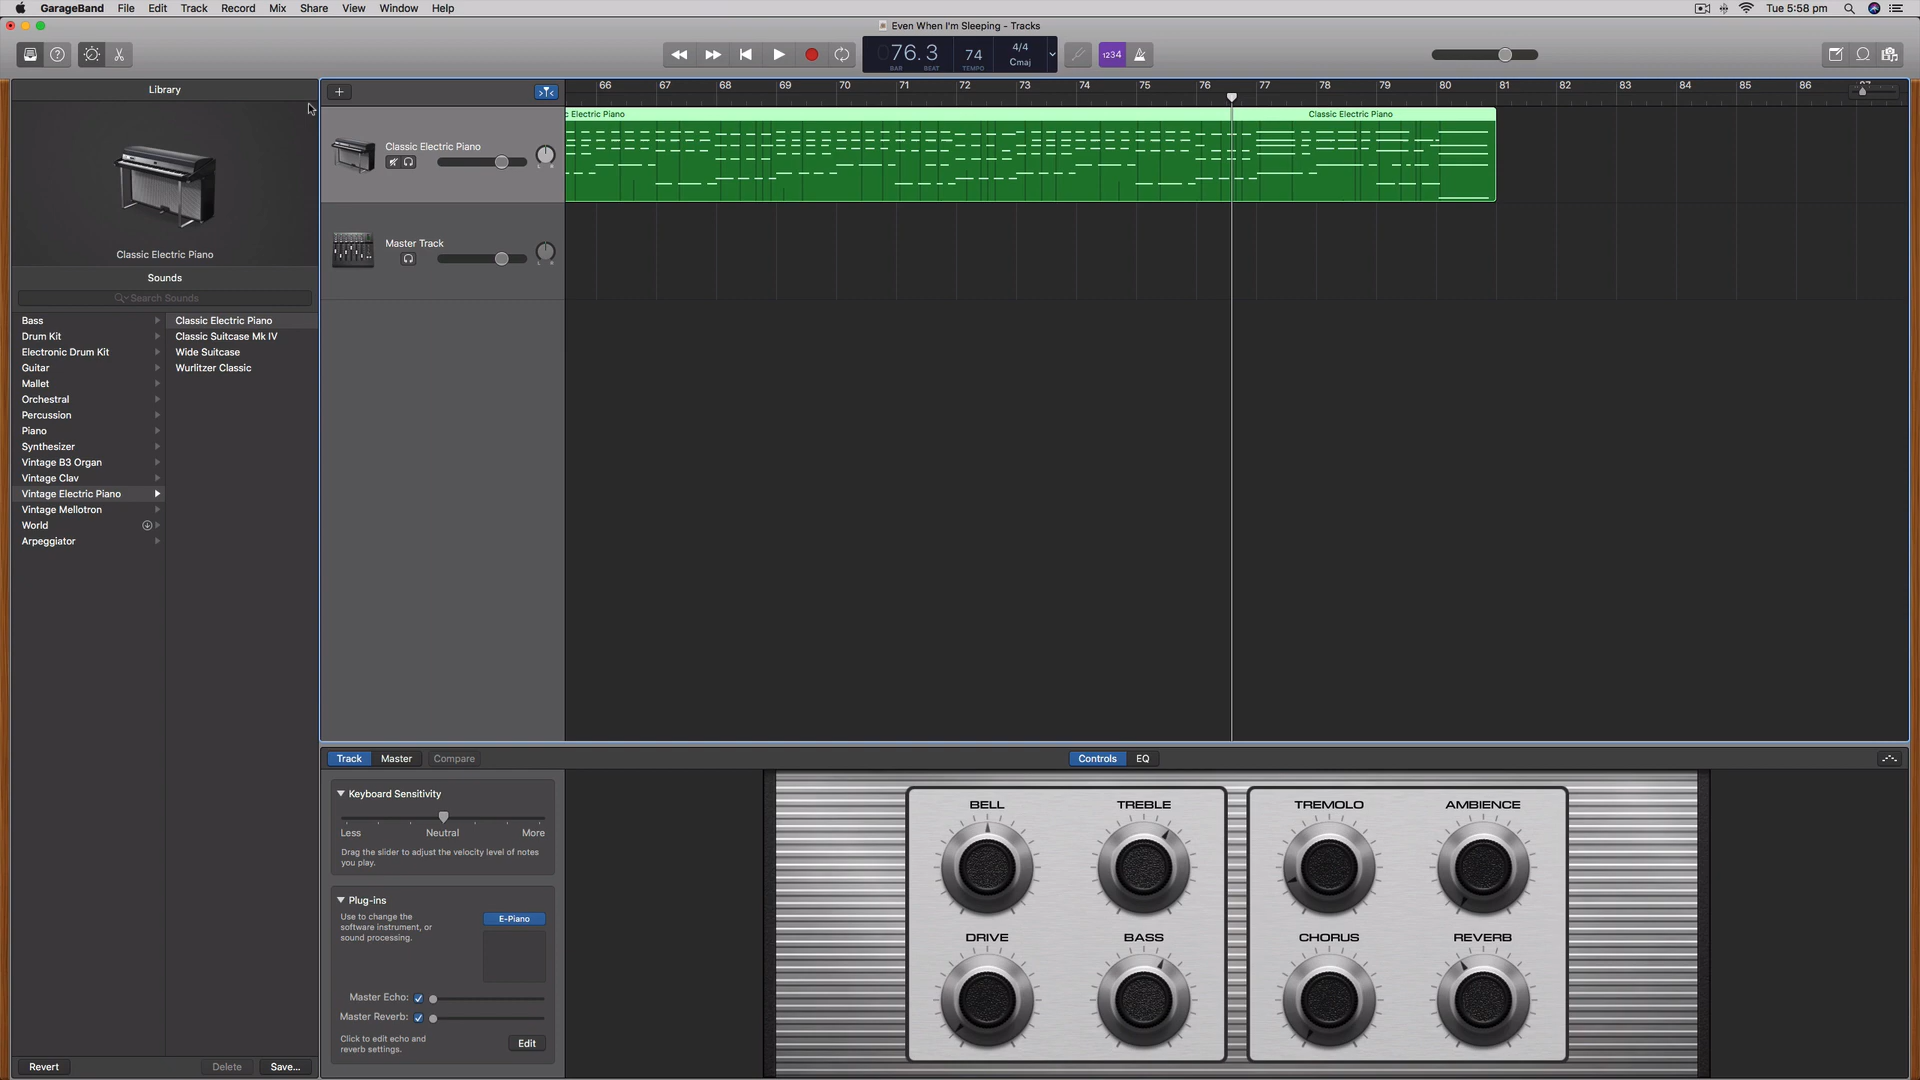 GarageBand File Edit Track Record Mix Share View Window Help
Tue 5:58 pm
Even When I'm Sleeping - Tracks
76.3
BAR BEAT
74
TEMPO
4/4
Cmaj
1234
Library
Classic Electric Piano
Sounds
Search Sounds
Bass
Drum Kit
Electronic Drum Kit
Guitar
Mallet
Orchestral
Percussion
Piano
Synthesizer
Vintage B3 Organ
Vintage Clav
Vintage Electric Piano
Vintage Mellotron
World
Arpeggiator
Classic Electric Piano
Classic Suitcase Mk IV
Wide Suitcase
Wurlitzer Classic
Revert Delete Save...
66 67 68 69 70 71 72 73 74 75 76 77 78 79 80 81 82 83 84 85 86 87
Classic Electric Piano
L R
c Electric Piano
Classic Electric Piano
Master Track
L R
Track Master Compare
Controls EQ
Keyboard Sensitivity
Less Neutral More
Drag the slider to adjust the velocity level of notes
you play.
Plug-ins
Use to change the
software instrument, or
sound processing.
E-Piano
Master Echo:
Master Reverb:
Click to edit echo and
reverb settings.
Edit
BELL TREBLE TREMOLO AMBIENCE
DRIVE BASS CHORUS REVERB